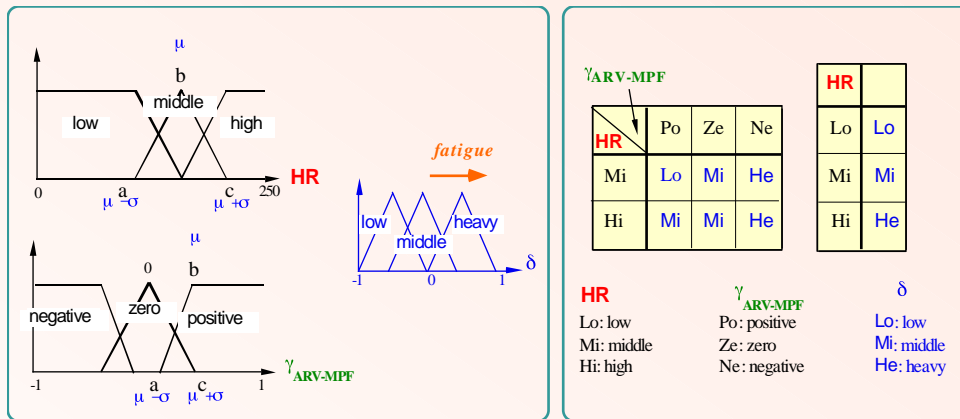 μ
b
middle
low
high
0
a
c
250
HR
μ -σ
μ +σ
fatigue
low
heavy
middle
-1
0
1
δ
μ
0
b
negative
zero
positive
-1
a
c
1
γARV-MPF
μ -σ
μ +σ
γARV-MPF
HR Po Ze Ne
Mi Lo Mi He
Hi Mi Mi He
HR
Lo Lo
Mi Mi
Hi He
HR
Lo: low
Mi: middle
Hi: high
γARV-MPF
Po: positive
Ze: zero
Ne: negative
δ
Lo: low
Mi: middle
He: heavy